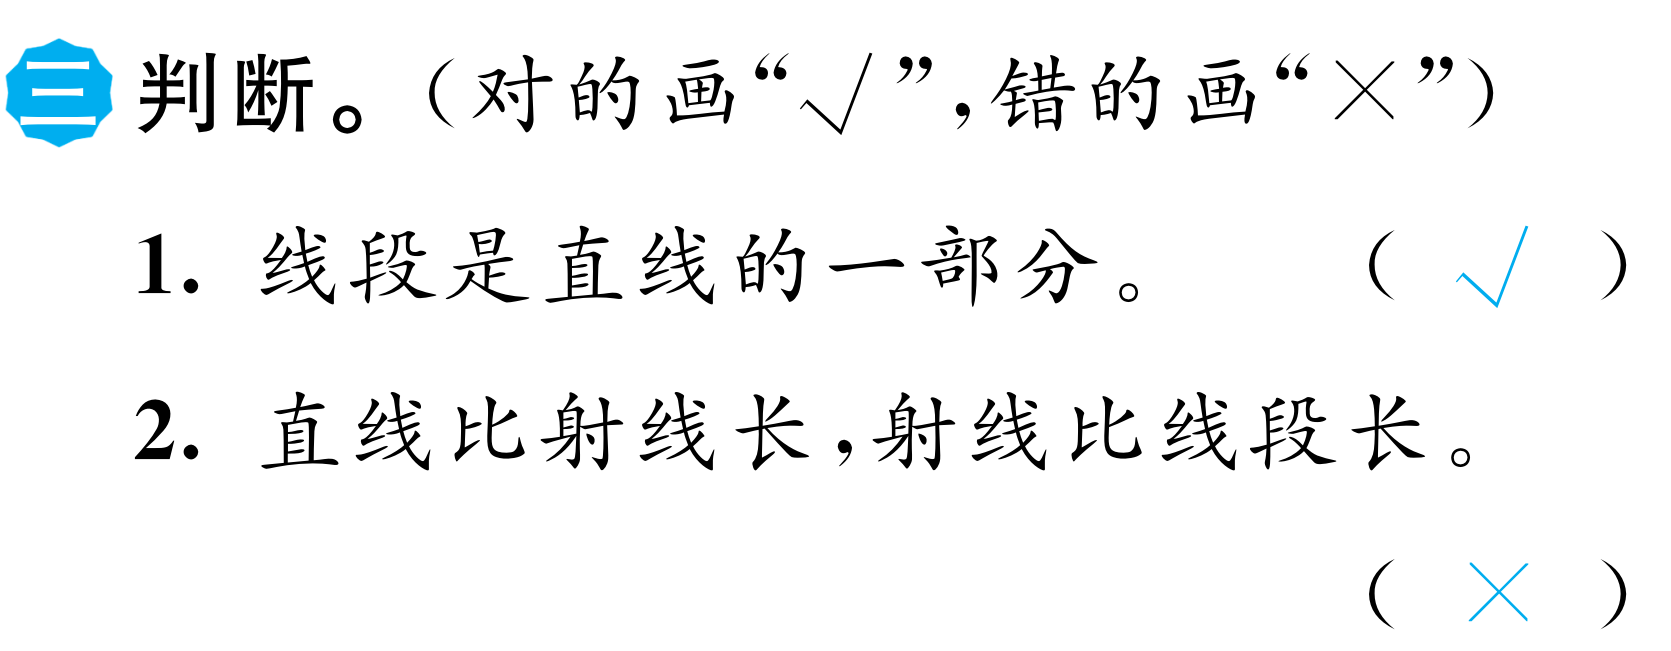 三 判断。(对的画“√”,错的画“×”)
1. 线段是直线的一部分。 ( √ )
2. 直线比射线长,射线比线段长。
( × )